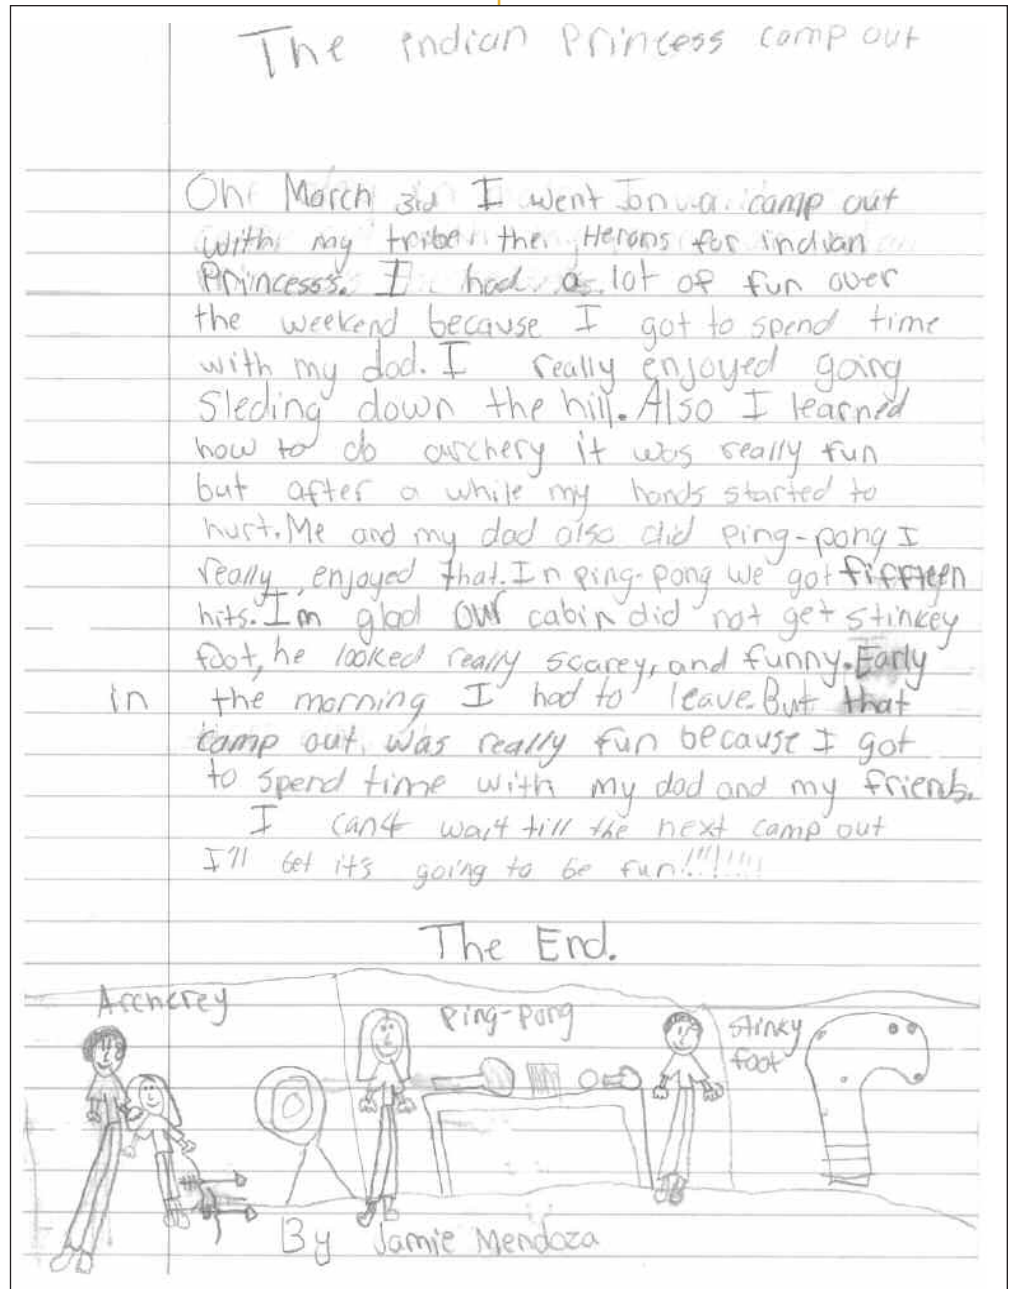 The indian Princess camp out
On March 3rd I went on a camp out
with my tribe the Herons for indian
Princess's. I had a lot of fun over
the weekend because I got to spend time
with my dad. I really enjoyed going
Sleding down the hill. Also I learned
how to do archery it was really fun
but after a while my hands started to
hurt. Me and my dad also did ping-pong I
really enjoyed that. In ping-pong we got fiffteen
hits. Im glad our cabin did not get stinkey
foot, he looked really scarey, and funny. Early
in the morning I had to leave. But that
camp out was really fun because I got
to spend time with my dad and my friends.
I can't wait till the next camp out
I'll bet it's going to be fun!!!!!!!
The End.
Archerey
Ping-pong
stinky
foot
By Jamie Mendoza